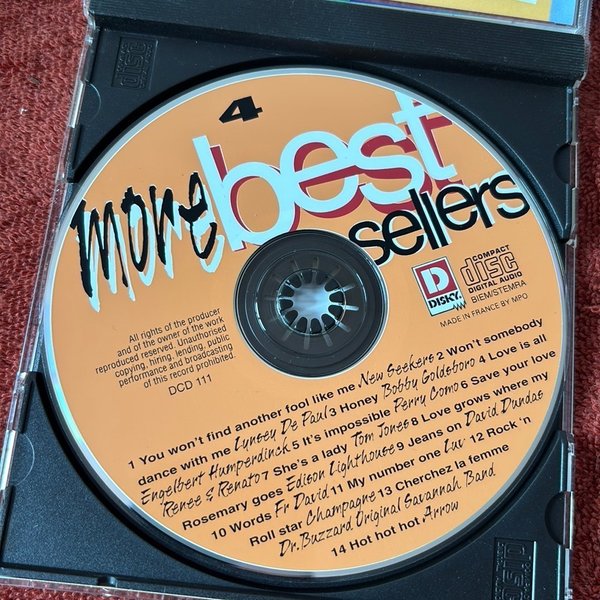 4
more best
sellers
All rights of the producer
and of the owner of the work
reproduced reserved. Unauthorised
copying, hiring, lending, public
performance and broadcasting
of this record prohibited.
DCD 111
D
DISKY
COMPACT
disc
DIGITAL AUDIO
BIEM/STEMRA
MADE IN FRANCE BY MPO
1 You won't find another fool like me New Seekers 2 Won't somebody
dance with me Lynsey De Paul 3 Honey Bobby Goldsboro 4 Love is all
Engelbert Humperdinck 5 It's impossible Perry Como 6 Save your love
Renee & Renato 7 She's a lady Tom Jones 8 Love grows where my
Rosemary goes Edison Lighthouse 9 Jeans on David Dundas
10 Words Fr David 11 My number one Luv 12 Rock 'n
Roll star Champagne 13 Cherchez la femme
Dr. Buzzard Original Savannah Band
14 Hot hot hot Arrow
disc
disc